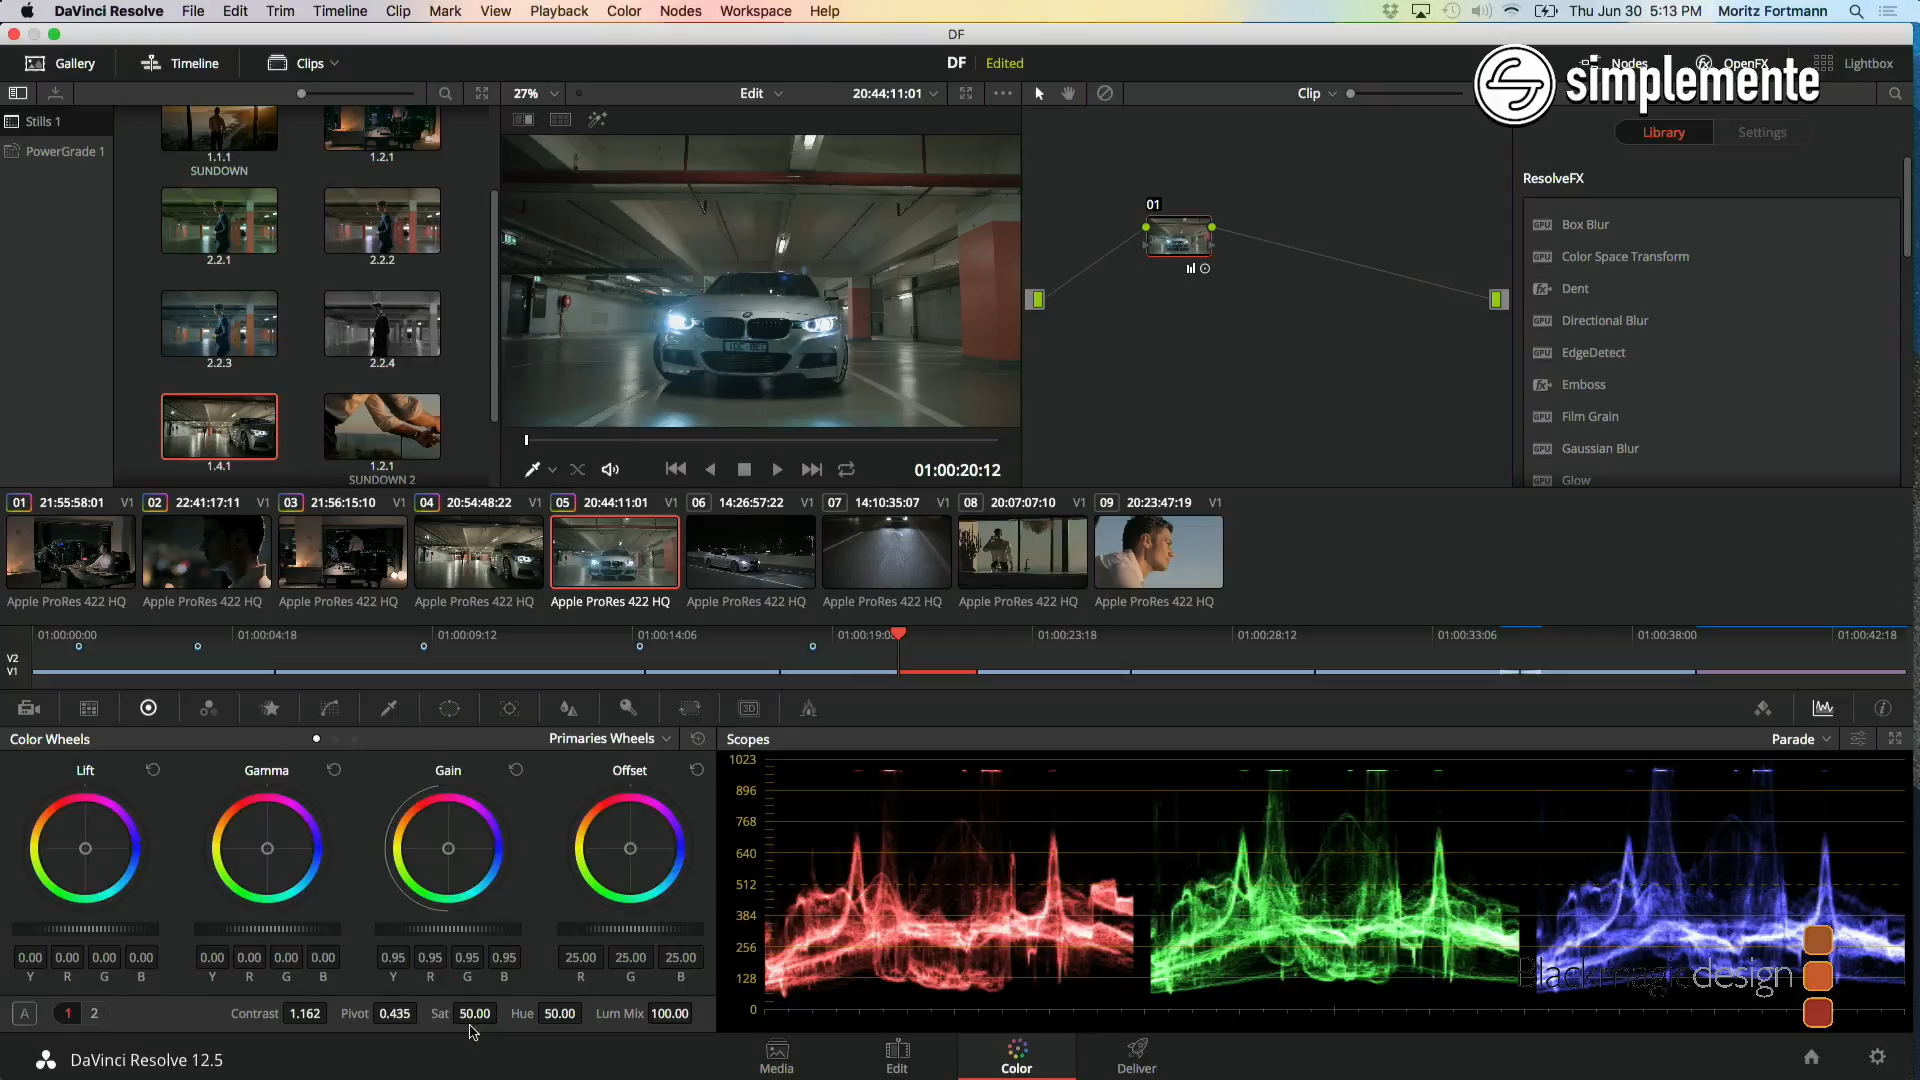 DaVinci Resolve File Edit Trim Timeline Clip Mark View Playback Color Nodes Workspace Help Thu Jun 30 5:13 PM Moritz Fortmann
DF
Gallery Timeline Clips DF Edited Nodes OpenFX Lightbox
simplemente
27% Edit 20:44:11:01 Clip
Stills 1
PowerGrade 1
Library Settings
1.1.1 1.2.1
SUNDOWN
2.2.1 2.2.2
2.2.3 2.2.4
1.4.1 1.2.1
SUNDOWN 2
01
ResolveFX
GPU Box Blur
GPU Color Space Transform
fx Dent
GPU Directional Blur
GPU EdgeDetect
fx Emboss
GPU Film Grain
GPU Gaussian Blur
GPU Glow
01:00:20:12
01 21:55:58:01 V1 02 22:41:17:11 V1 03 21:56:15:10 V1 04 20:54:48:22 V1 05 20:44:11:01 V1 06 14:26:57:22 V1 07 14:10:35:07 V1 08 20:07:07:10 V1 09 20:23:47:19 V1
Apple ProRes 422 HQ Apple ProRes 422 HQ Apple ProRes 422 HQ Apple ProRes 422 HQ Apple ProRes 422 HQ Apple ProRes 422 HQ Apple ProRes 422 HQ Apple ProRes 422 HQ Apple ProRes 422 HQ
01:00:00:00 01:00:04:18 01:00:09:12 01:00:14:06 01:00:19:0 01:00:23:18 01:00:28:12 01:00:33:06 01:00:38:00 01:00:42:18
V2
V1
3D
Color Wheels Primaries Wheels Scopes Parade
Lift Gamma Gain Offset
1023
896
768
640
512
384
256
128
0
0.00 0.00 0.00 0.00 0.00 0.00 0.00 0.00 0.95 0.95 0.95 0.95 25.00 25.00 25.00
Y R G B Y R G B Y R G B R G B
Blackmagicdesign
A 1 2 Contrast 1.162 Pivot 0.435 Sat 50.00 Hue 50.00 Lum Mix 100.00
DaVinci Resolve 12.5 Media Edit Color Deliver